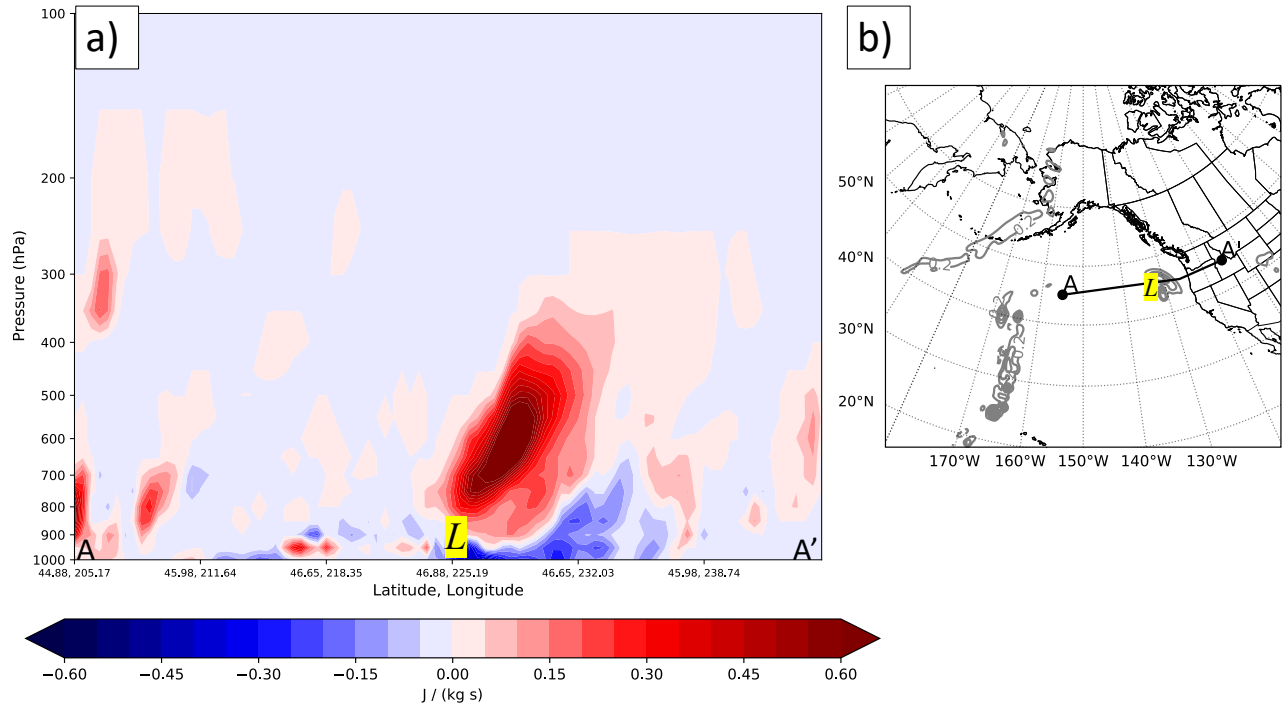 a)
100
200
300
400
500
600
700
800
900
1000
Pressure (hPa)
L
A
A’
44.88, 205.17
45.98, 211.64
46.65, 218.35
46.88, 225.19
46.65, 232.03
45.98, 238.74
Latitude, Longitude
−0.60
−0.45
−0.30
−0.15
0.00
0.15
0.30
0.45
0.60
J / (kg s)
b)
50°N
40°N
30°N
20°N
A
L
A'
0.2
170°W
160°W
150°W
140°W
130°W